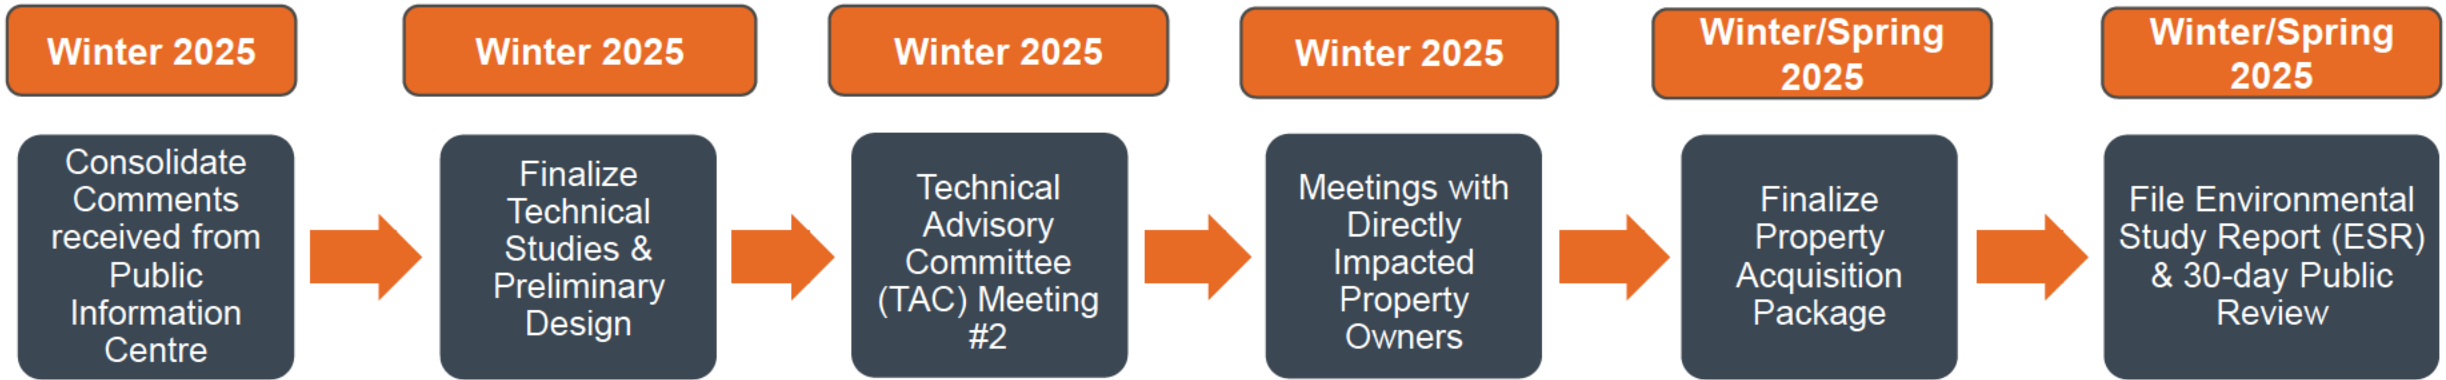 Winter 2025
Winter 2025
Winter 2025
Winter 2025
Winter/Spring
2025
Winter/Spring
2025
Consolidate
Comments
received from
Public
Information
Centre
Finalize
Technical
Studies &
Preliminary
Design
Technical
Advisory
Committee
(TAC) Meeting
#2
Meetings with
Directly
Impacted
Property
Owners
Finalize
Property
Acquisition
Package
File Environmental
Study Report (ESR)
& 30-day Public
Review